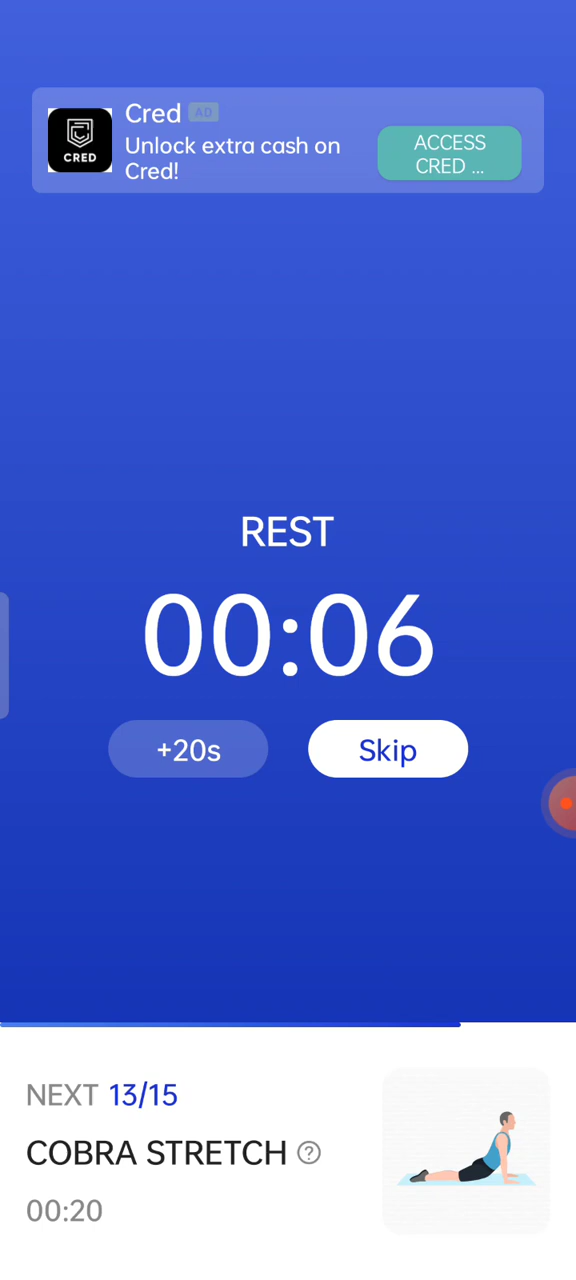 Cred AD
Unlock extra cash on
Cred!
ACCESS
CRED ...
CRED
REST
00:06
+20s
Skip
NEXT 13/15
COBRA STRETCH ?
00:20